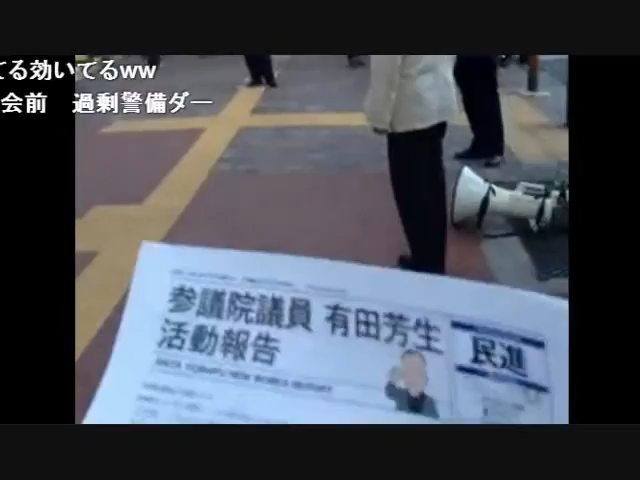 てる効いてるww
会前　過剰警備ダー
参議院議員 有田芳生
活動報告
民進